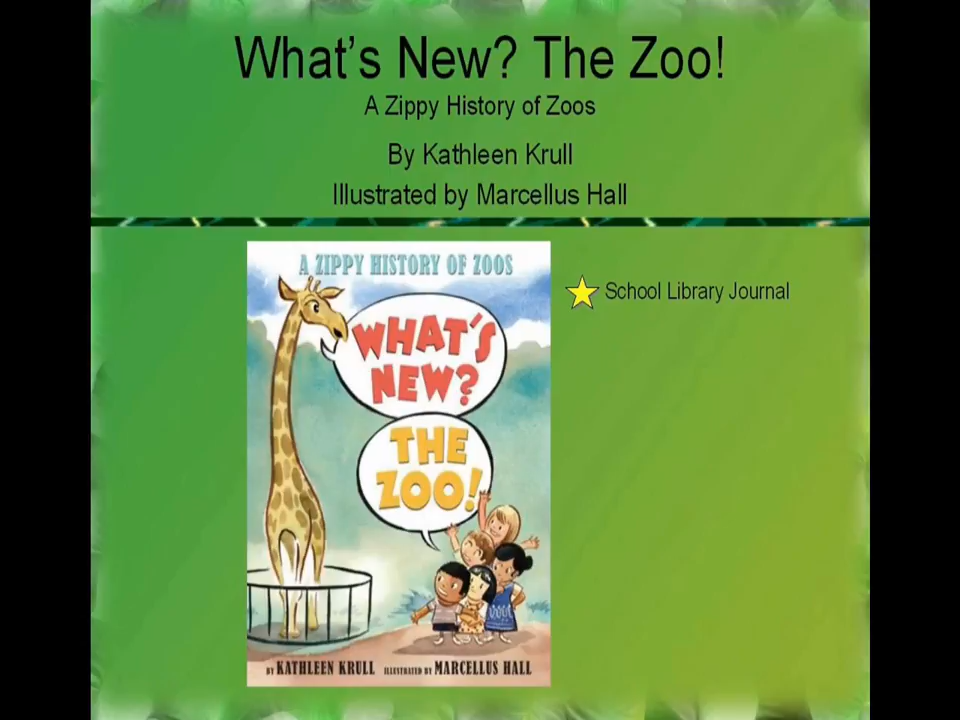 What's New? The Zoo!
A Zippy History of Zoos
By Kathleen Krull
Illustrated by Marcellus Hall
School Library Journal
A ZIPPY HISTORY OF ZOOS
WHAT'S
NEW?
THE
ZOO!
BY KATHLEEN KRULL ILLUSTRATED BY MARCELLUS HALL